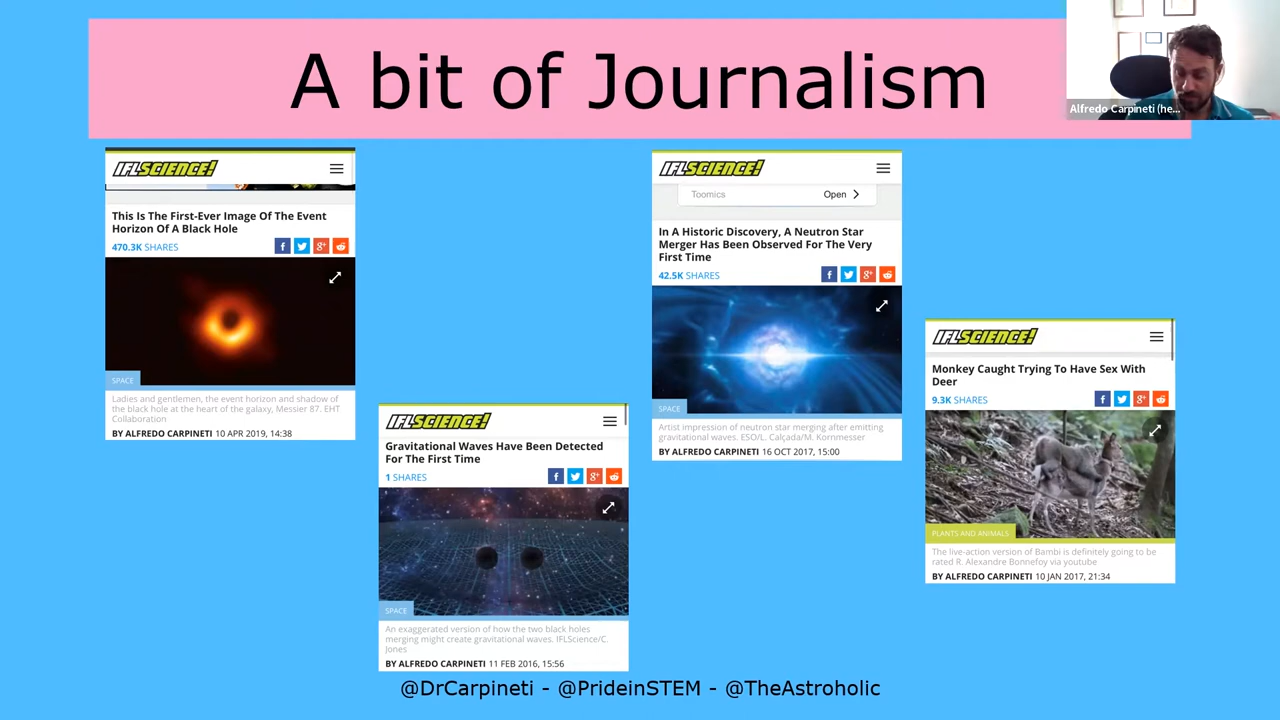 A bit of Journalism
Alfredo Carpineti (he...
IFLSCIENCE!
This Is The First-Ever Image Of The Event
Horizon Of A Black Hole
470.3K SHARES
SPACE
Ladies and gentlemen, the event horizon and shadow of
the black hole at the heart of the galaxy, Messier 87. EHT
Collaboration
BY ALFREDO CARPINETI 10 APR 2019, 14:38
IFLSCIENCE!
Gravitational Waves Have Been Detected
For The First Time
1 SHARES
SPACE
An exaggerated version of how the two black holes
merging might create gravitational waves. IFLScience/C.
Jones
BY ALFREDO CARPINETI 11 FEB 2016, 15:56
IFLSCIENCE!
Toomics Open
In A Historic Discovery, A Neutron Star
Merger Has Been Observed For The Very
First Time
42.5K SHARES
SPACE
Artist impression of neutron star merging after emitting
gravitational waves. ESO/L. Calçada/M. Kornmesser
BY ALFREDO CARPINETI 16 OCT 2017, 15:00
IFLSCIENCE!
Monkey Caught Trying To Have Sex With
Deer
9.3K SHARES
PLANTS AND ANIMALS
The live-action version of Bambi is definitely going to be
rated R. Alexandre Bonnefoy via youtube
BY ALFREDO CARPINETI 10 JAN 2017, 21:34
@DrCarpineti - @PrideinSTEM - @TheAstroholic